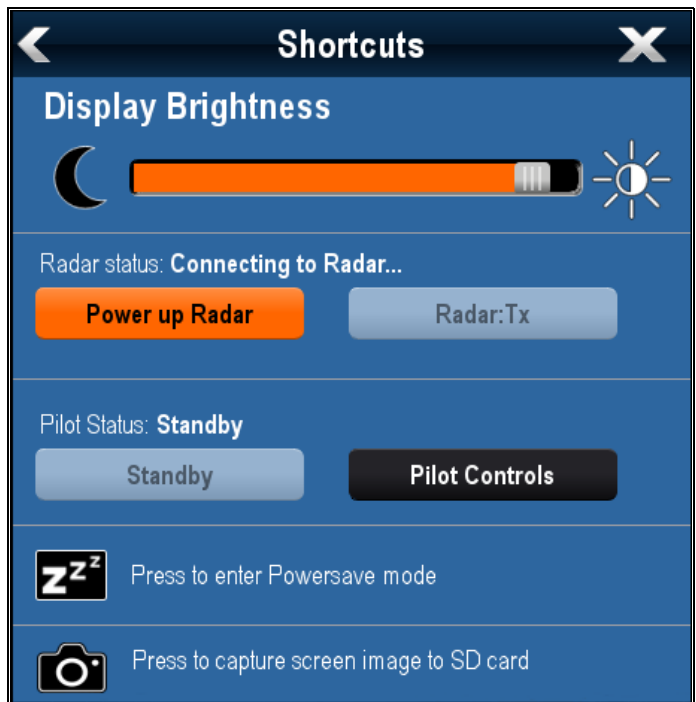 Shortcuts
Display Brightness
Radar status: Connecting to Radar...
Power up Radar
Radar:Tx
Pilot Status: Standby
Standby
Pilot Controls
zzz
Press to enter Powersave mode
Press to capture screen image to SD card